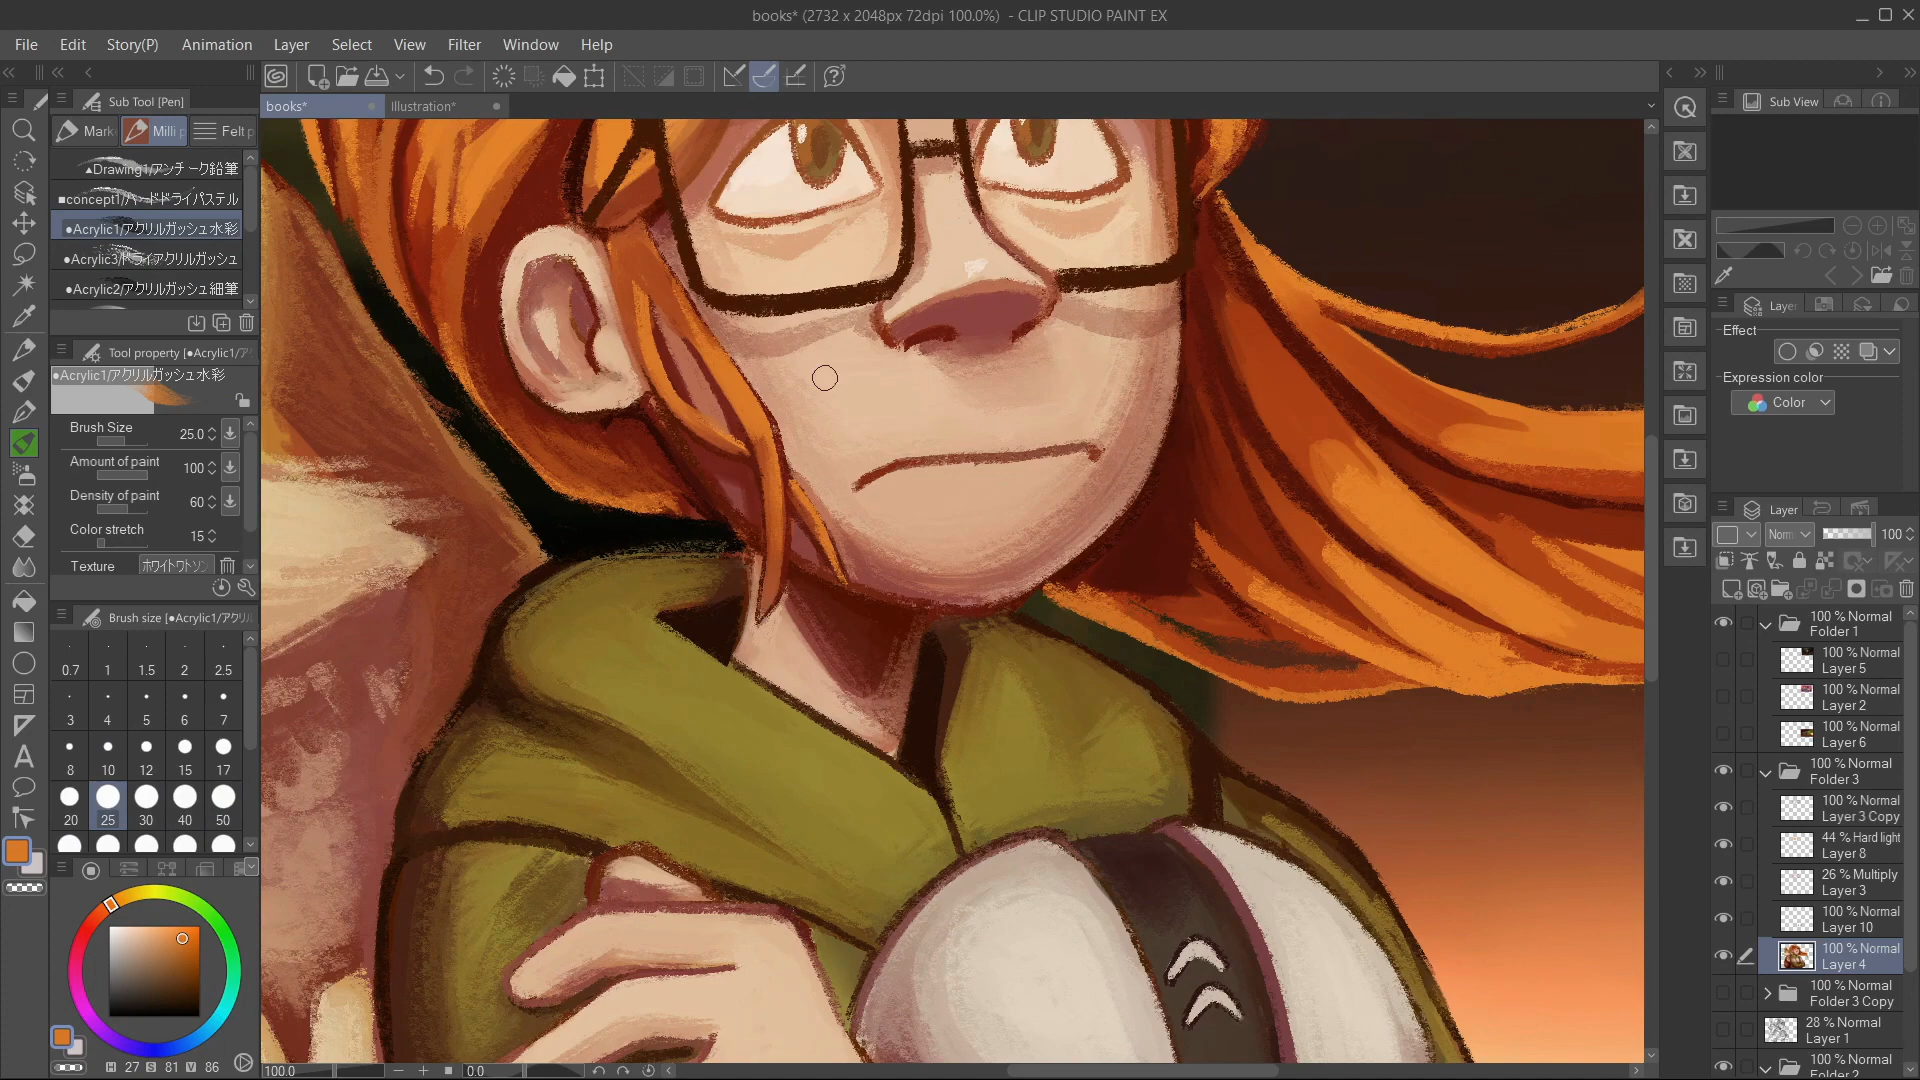 books* (2732 x 2048px 72dpi 100.0%) - CLIP STUDIO PAINT EX
File Edit Story(P) Animation Layer Select View Filter Window Help
Sub Tool [Pen]
books* Illustration*
Sub View
Mark Milli p Felt p
▲Drawing1/アンチーク鉛筆
■concept1/ハードドライパステル
●Acrylic1/アクリルガッシュ水彩
●Acrylic3/ドライアクリルガッシュ
●Acrylic2/アクリルガッシュ細筆
Tool property [●Acrylic1/ア
●Acrylic1/アクリルガッシュ水彩
Brush Size 25.0
Amount of paint 100
Density of paint 60
Color stretch 15
Texture ホワイトワトソン
Brush size [●Acrylic1/アクリル
0.7 1 1.5 2 2.5
3 4 5 6 7
8 10 12 15 17
20 25 30 40 50
H 27 S 81 V 86
100.0 0.0
Layer
Effect
Expression color
Color
Layer
Norm 100
100 % Normal
Folder 1
100 % Normal
Layer 5
100 % Normal
Layer 2
100 % Normal
Layer 6
100 % Normal
Folder 3
100 % Normal
Layer 3 Copy
44 % Hard light
Layer 8
26 % Multiply
Layer 3
100 % Normal
Layer 10
100 % Normal
Layer 4
100 % Normal
Folder 3 Copy
28 % Normal
Layer 1
100 % Normal
Folder 2